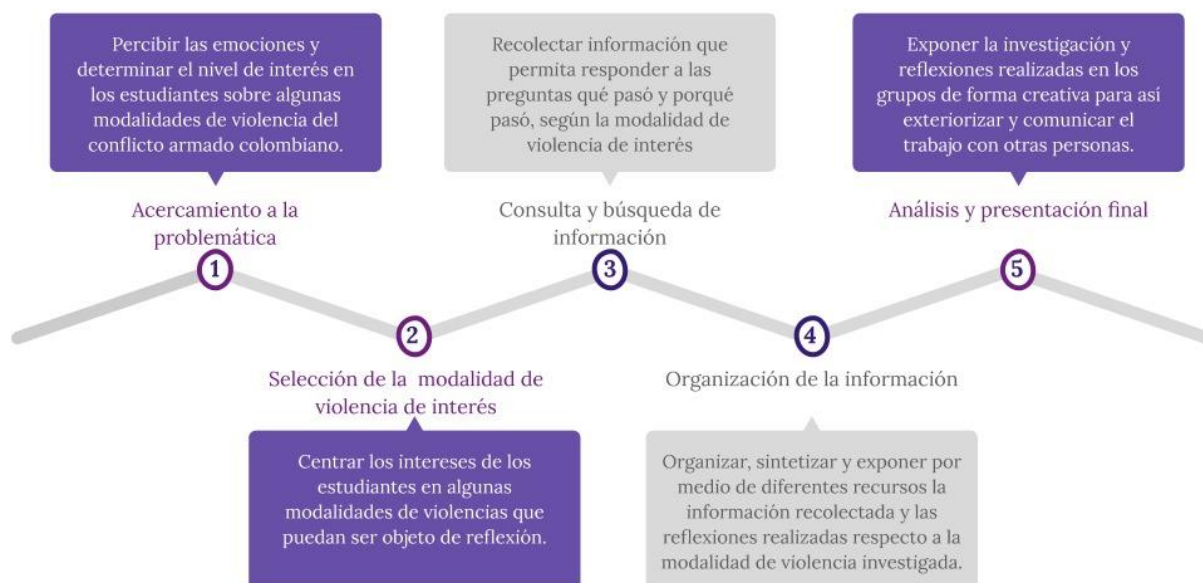 Percibir las emociones y
determinar el nivel de interés en
los estudiantes sobre algunas
modalidades de violencia del
conflicto armado colombiano.
Acercamiento a la
problemática
1
Selección de la modalidad de
violencia de interés
2
Centrar los intereses de los
estudiantes en algunas
modalidades de violencias que
puedan ser objeto de reflexión.
Recolectar información que
permita responder a las
preguntas qué pasó y porqué
pasó, según la modalidad de
violencia de interés
Consulta y búsqueda de
información
3
4
Organización de la información
Organizar, sintetizar y exponer por
medio de diferentes recursos la
información recolectada y las
reflexiones realizadas respecto a la
modalidad de violencia investigada.
Exponer la investigación y
reflexiones realizadas en los
grupos de forma creativa para así
exteriorizar y comunicar el
trabajo con otras personas.
Análisis y presentación final
5